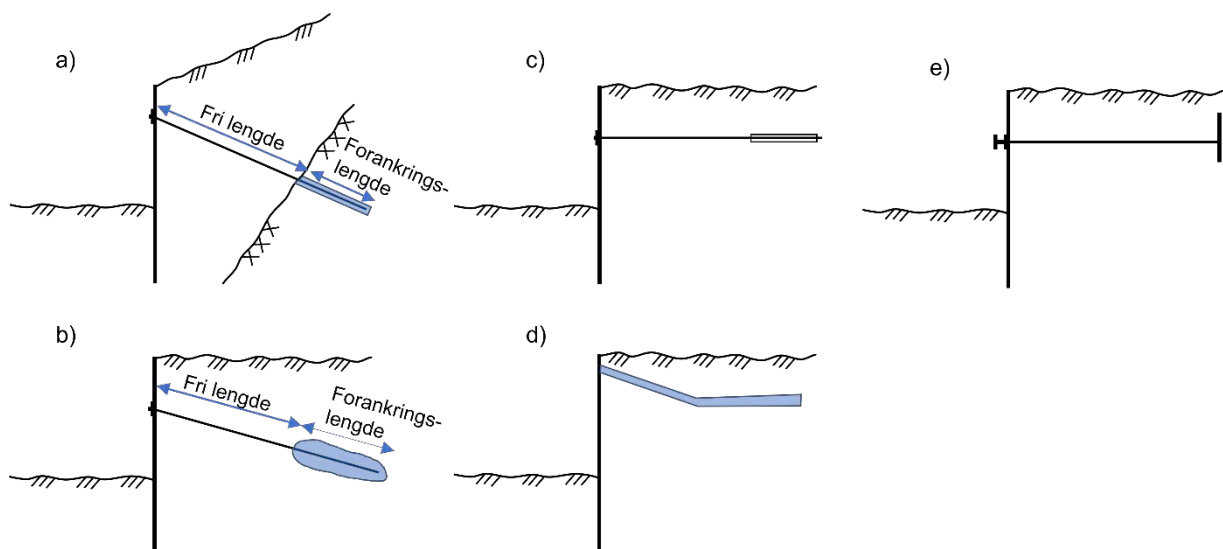 a)
Fri lengde
Forankrings-
lengde
c)
e)
b)
Fri lengde
Forankrings-
lengde
d)